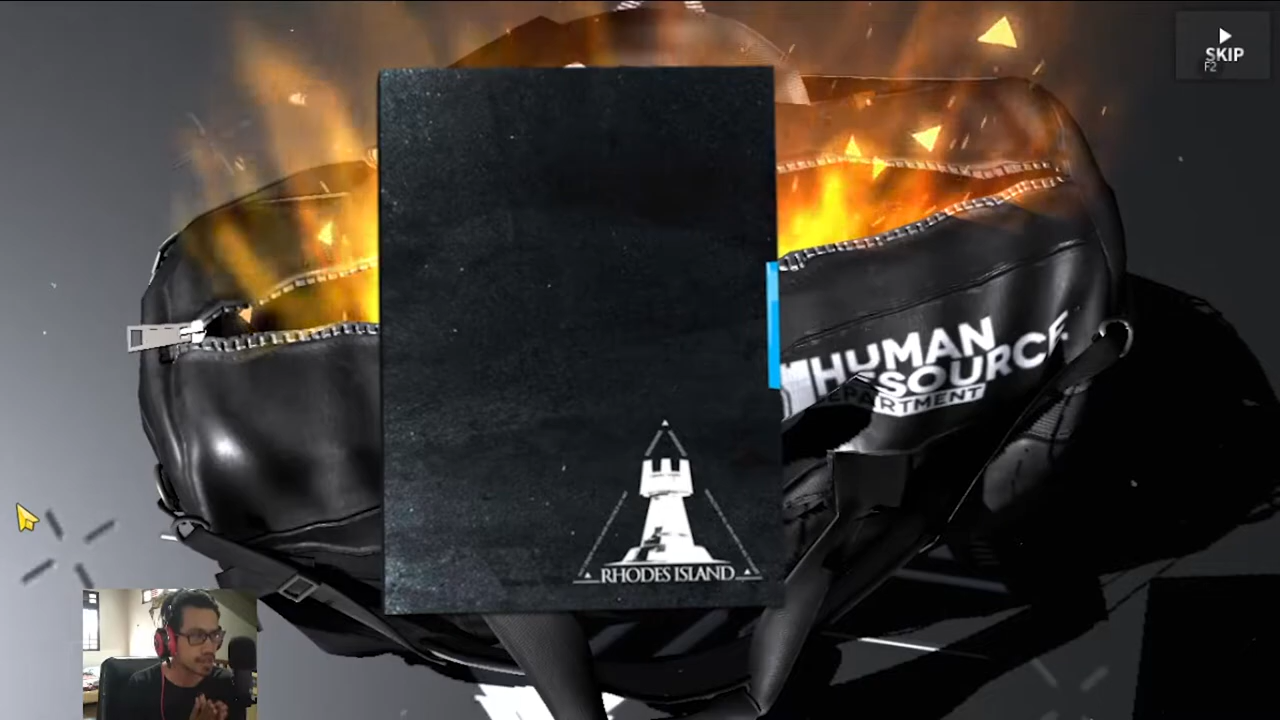 SKIP
F2
HUMAN
RESOURCE
DEPARTMENT
RHODES ISLAND